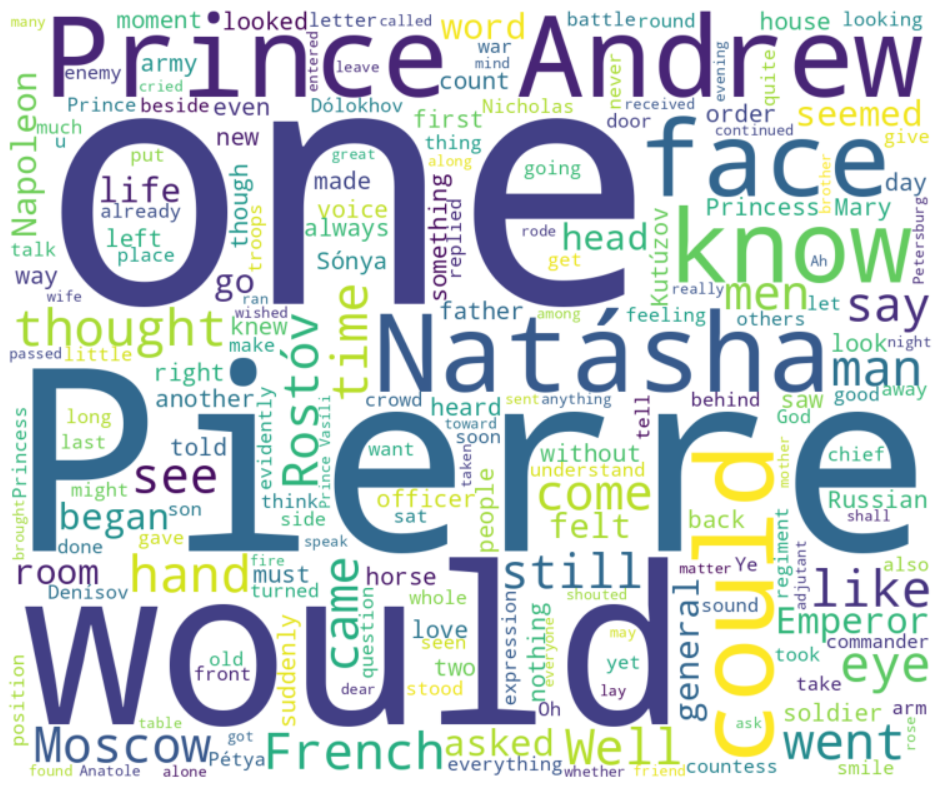 many
moment
looked
letter
called
word
battle
round
house
looking
Prince Andrew
enemy
army
entered
leave
war
mind
count
never
evening
quite
cried
Prince
beside
even
Dólokhov
Nicholas
received
door
order
seemed
Napoleon
much
u
new
one
first
thing
continued
give
put
great
along
going
face
brother
day
life
already
though
troops
made
voice
always
something
replied
rode
head
Kutúzov
Princess Mary
Petersburg
talk
left
place
Sónya
get
know
Ah
way
wife
go
ran
wished
time
father
among
feeling
really
men
others
let
say
thought
knew
make
Rostóv
Natásha
look
night
passed
little
right
man
good
away
another
crowd
heard
sent
anything
behind
saw
God
long
last
told
evidently
Prince Vasíli
want
toward
soon
taken
without
understand
tell
mother
chief
Princess
might
see
son
think
side
officer
sat
people
come
felt
back
could
Russian
shall
Pierre
brought
began
done
gave
speak
room
Denísov
hand
fire
must
turned
came
question
horse
whole
still
shouted
general
matter
Ye
sound
regiment
adjutant
like
also
would
old
front
suddenly
love
seen
two
stood
expression
nothing
everyone
may
yet
lay
Emperor
commander
took
eye
position
dear
Oh
take
arm
Moscow
table
got
Pétya
French
asked
everything
Well
ask
soldier
went
rose
found
Anatole
alone
whether
friend
countess
smile